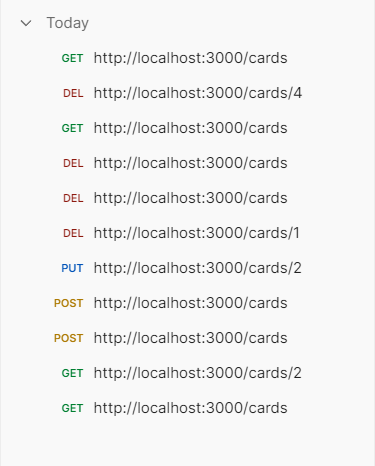 Today
GET http://localhost:3000/cards
DEL http://localhost:3000/cards/4
GET http://localhost:3000/cards
DEL http://localhost:3000/cards
DEL http://localhost:3000/cards
DEL http://localhost:3000/cards/1
PUT http://localhost:3000/cards/2
POST http://localhost:3000/cards
POST http://localhost:3000/cards
GET http://localhost:3000/cards/2
GET http://localhost:3000/cards